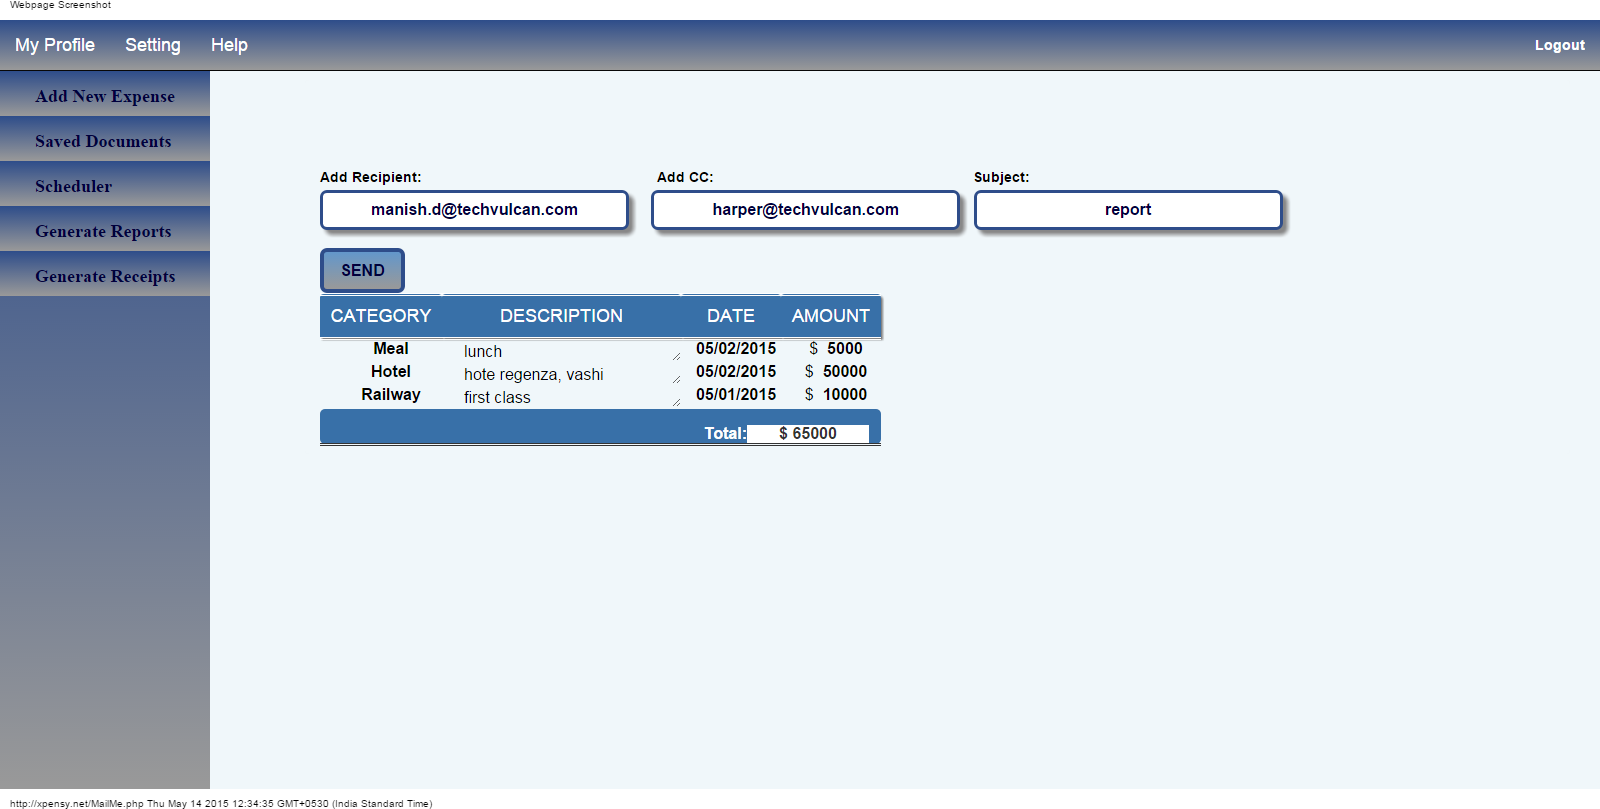 Webpage Screenshot
My Profile Setting Help Logout
Add New Expense
Saved Documents
Scheduler
Generate Reports
Generate Receipts
Add Recipient: Add CC: Subject:
manish.d@techvulcan.com harper@techvulcan.com report
SEND
CATEGORY DESCRIPTION DATE AMOUNT
Meal lunch 05/02/2015 $ 5000
Hotel hote regenza, vashi 05/02/2015 $ 50000
Railway first class 05/01/2015 $ 10000
Total: $ 65000
http://xpensy.net/MailMe.php Thu May 14 2015 12:34:35 GMT+0530 (India Standard Time)